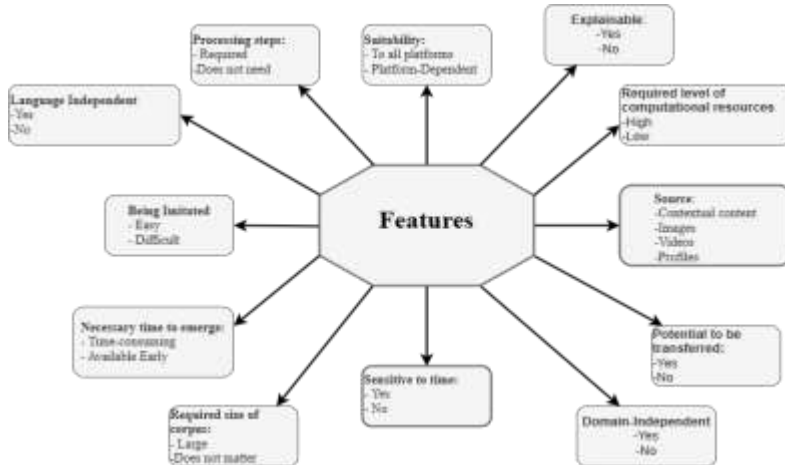 Explainable:
-Yes
-No
Processing steps:
- Required
-Does not need
Suitability:
- To all platforms
- Platform-Dependent
Language Independent
-Yes
-No
Required level of
computational resources
-High
-Low
Features
Being Imitated
- Easy
- Difficult
Source:
-Contextual content
-Images
-Videos
-Profiles
Necessary time to emerge:
- Time-consuming
- Available Early
Potential to be
transferred:
-Yes
-No
Sensitive to time:
- Yes
- No
Required size of
corpus:
- Large
-Does not matter
Domain-Independent
-Yes
-No